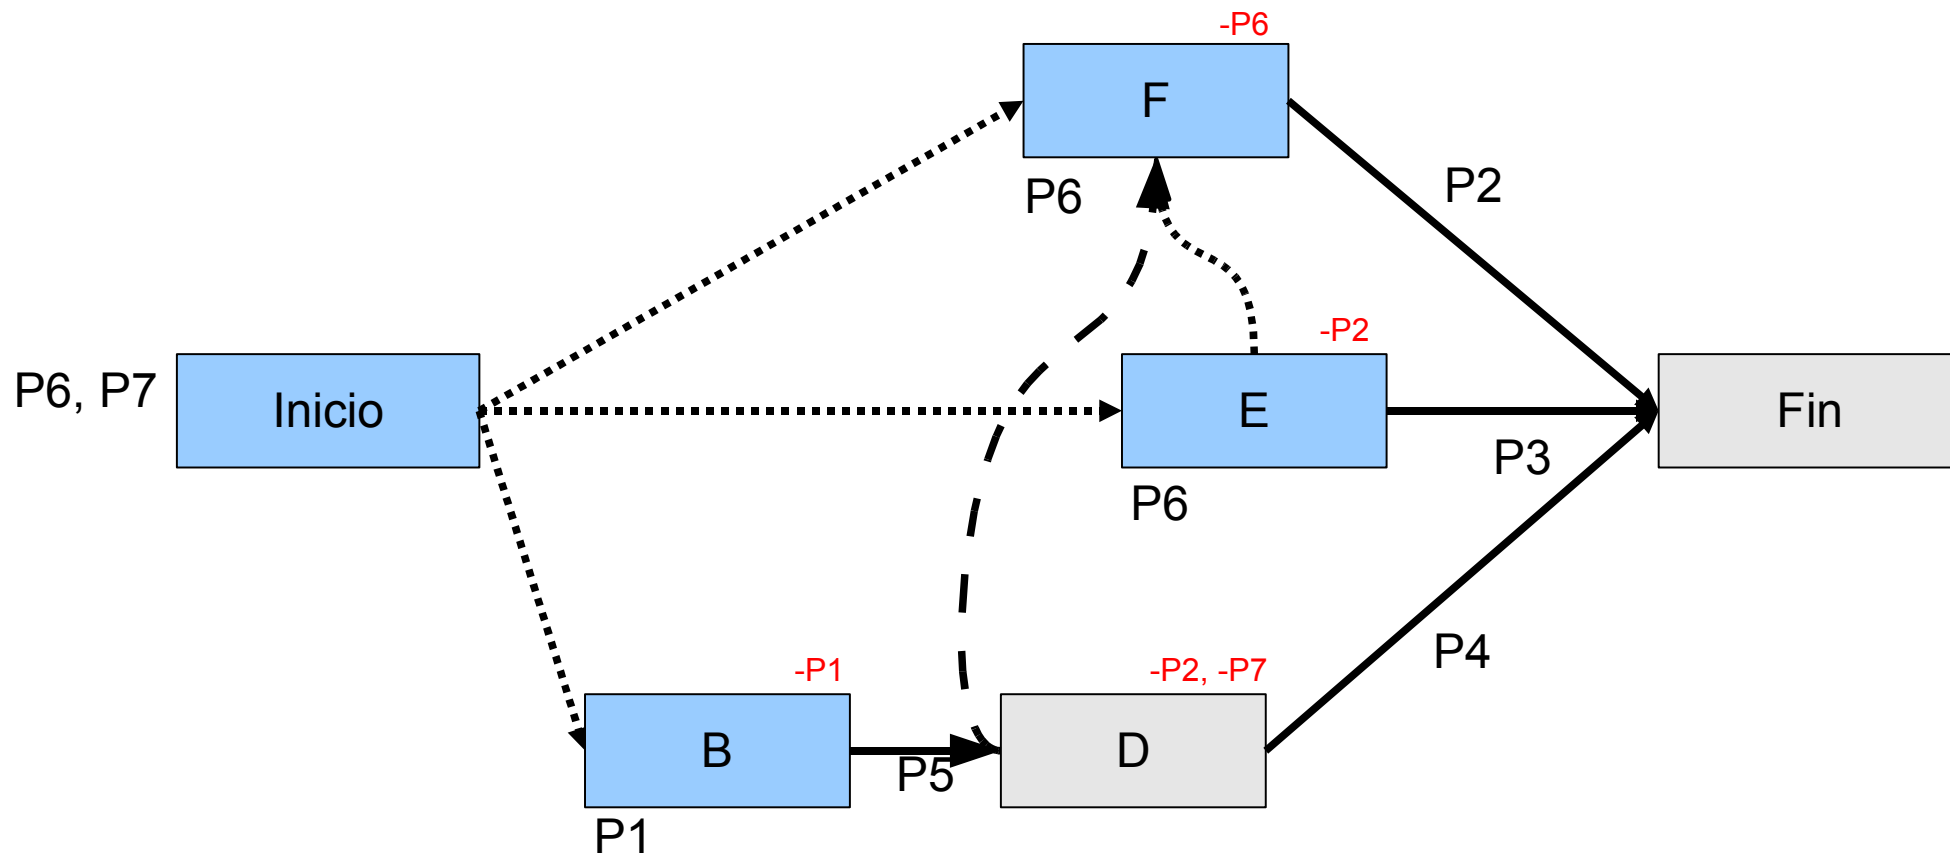 -P6
F
P6
P2
-P2
P6, P7
Inicio
E
Fin
P3
P6
P4
-P1
-P2, -P7
B
P5
D
P1